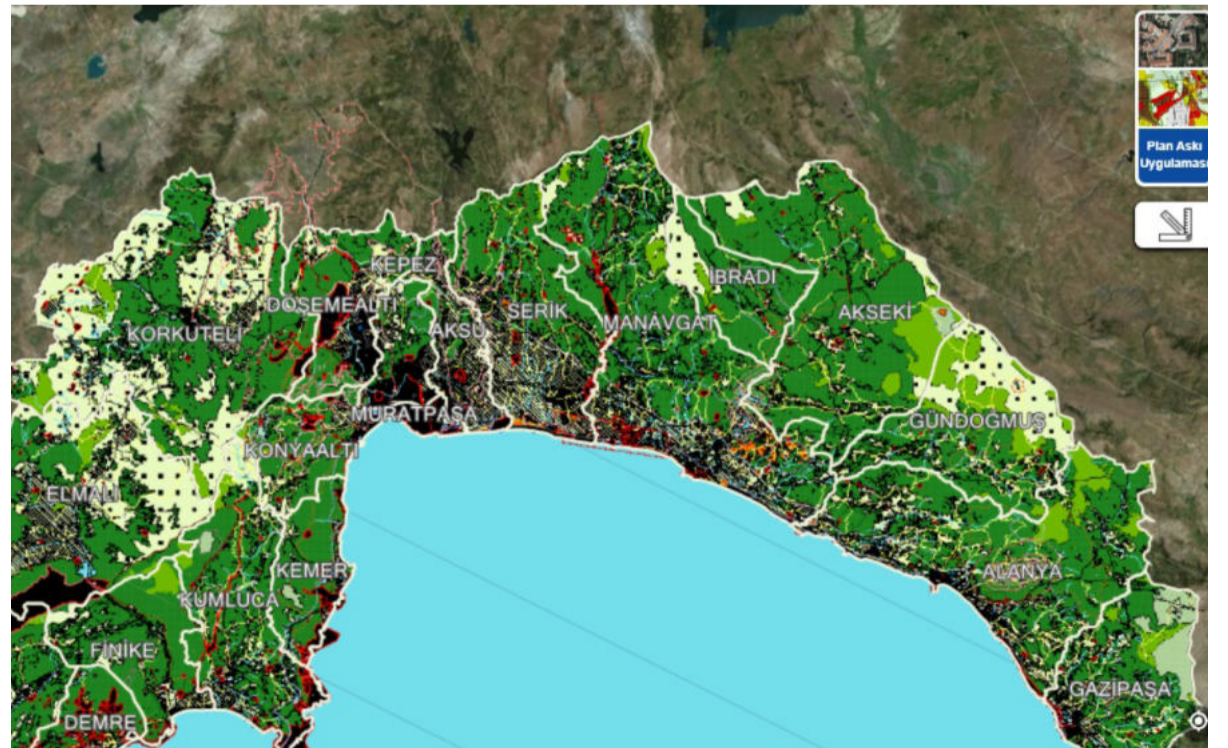 Plan Askı
Uygulaması
KEPEZ
İBRADI
DÖŞEMEALTI
SERİK
AKSEKİ
KORKUTELİ
AKSU
MANAVGAT
MURATPAŞA
GÜNDOĞMUŞ
KONYAALTI
ELMALI
KEMER
ALANYA
KUMLUCA
FİNİKE
GAZİPAŞA
DEMRE